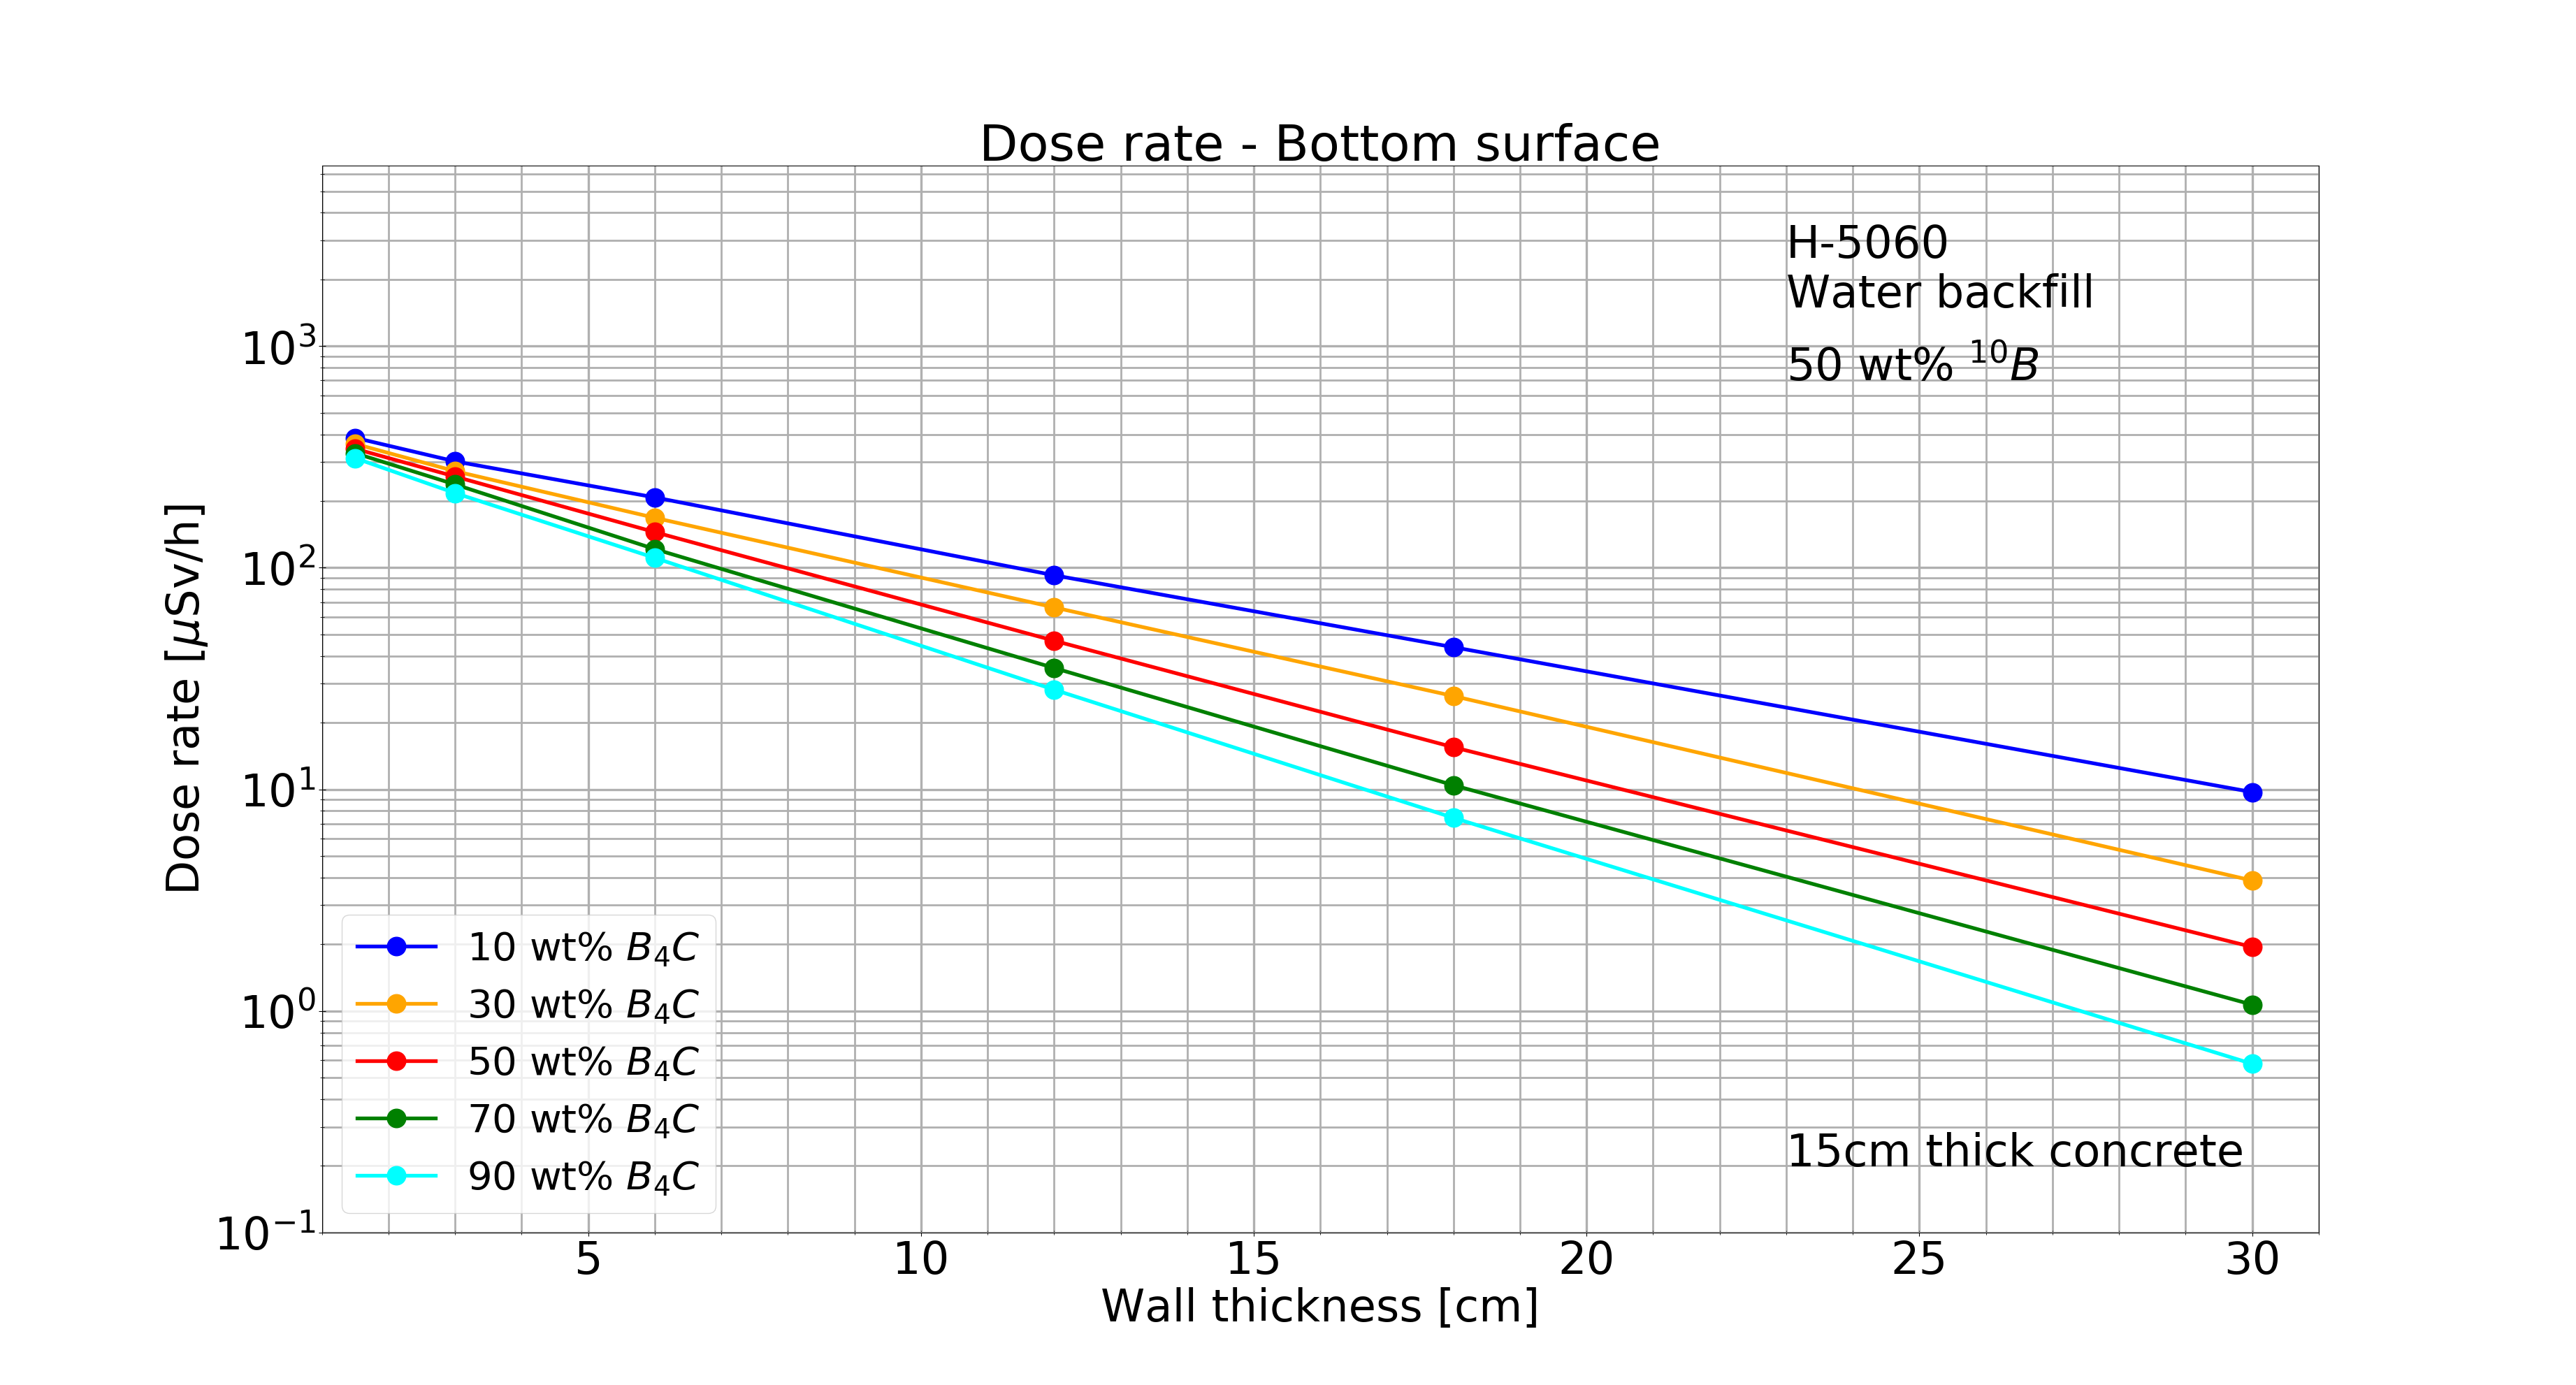 Dose rate - Bottom surface
H-5060
Water backfill
50 wt% ¹⁰B
10³
10²
10¹
10⁰
10⁻¹
Dose rate [μSv/h]
10 wt% B₄C
30 wt% B₄C
50 wt% B₄C
70 wt% B₄C
90 wt% B₄C
15cm thick concrete
5 10 15 20 25 30
Wall thickness [cm]